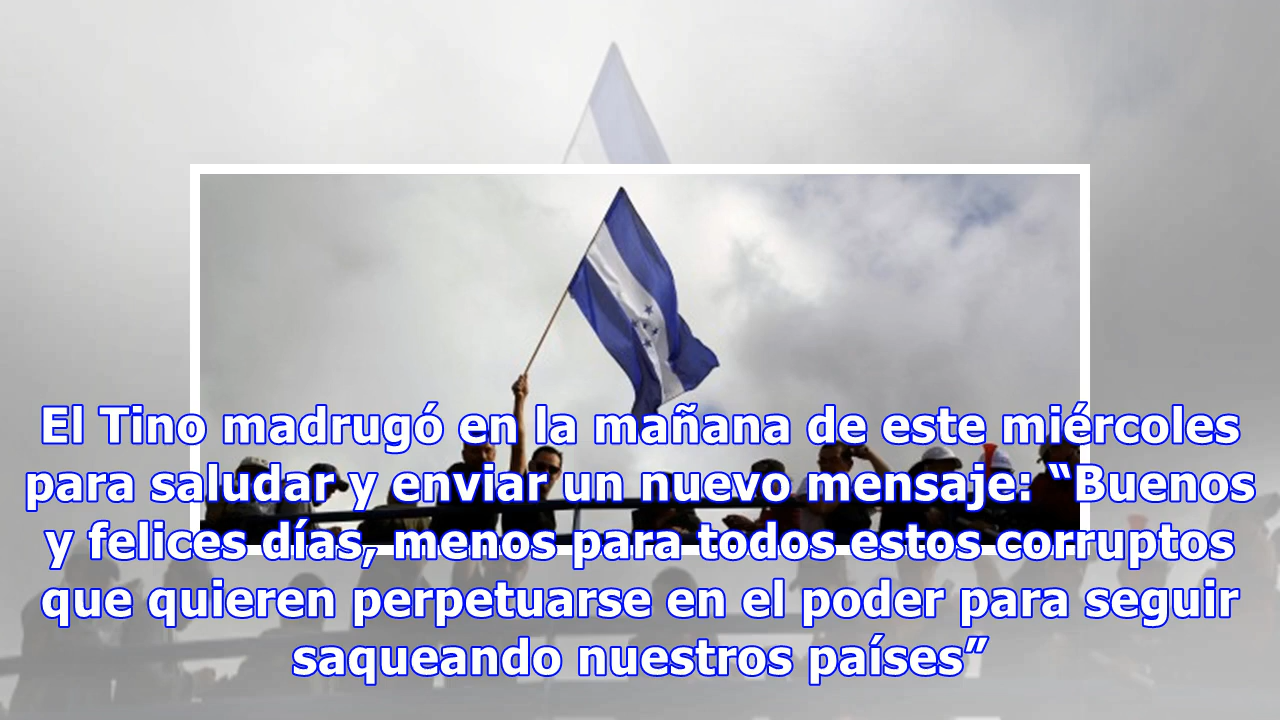 El Tino madrugó en la mañana de este miércoles
para saludar y enviar un nuevo mensaje: “Buenos
y felices días, menos para todos estos corruptos
que quieren perpetuarse en el poder para seguir
saqueando nuestros países”